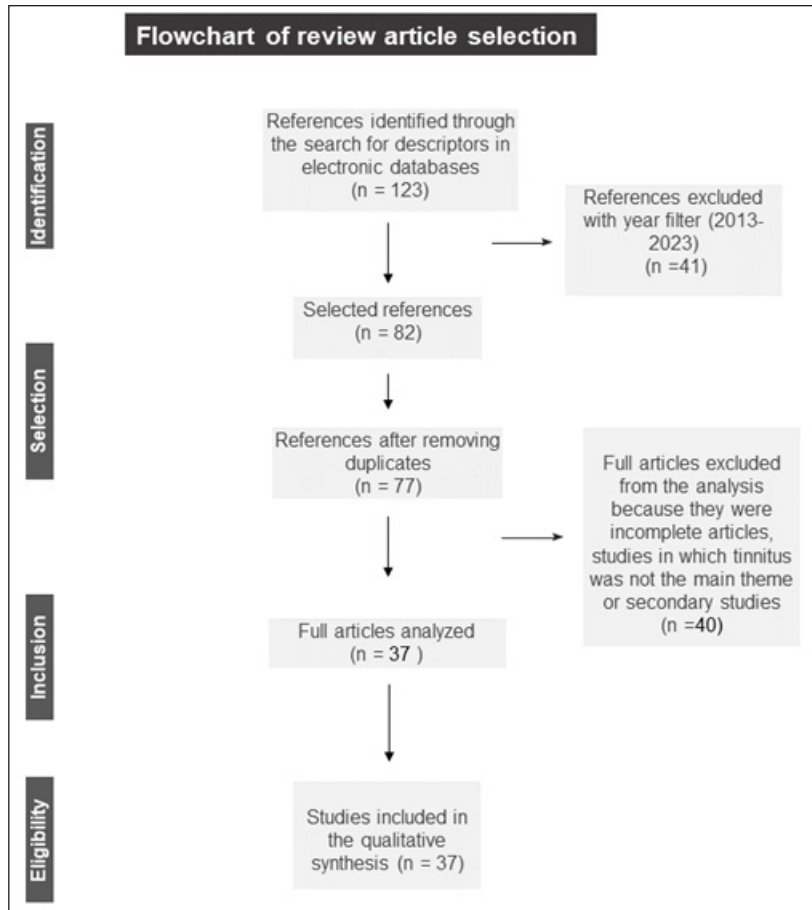 Flowchart of review article selection
Identification
References identified through
the search for descriptors in
electronic databases
(n = 123)
References excluded
with year filter (2013-
2023)
(n =41)
Selected references
(n = 82)
Selection
References after removing
duplicates
(n = 77)
Full articles excluded
from the analysis
because they were
incomplete articles,
studies in which tinnitus
was not the main theme
or secondary studies
(n =40)
Inclusion
Full articles analyzed
(n = 37 )
Eligibility
Studies included in
the qualitative
synthesis (n = 37)